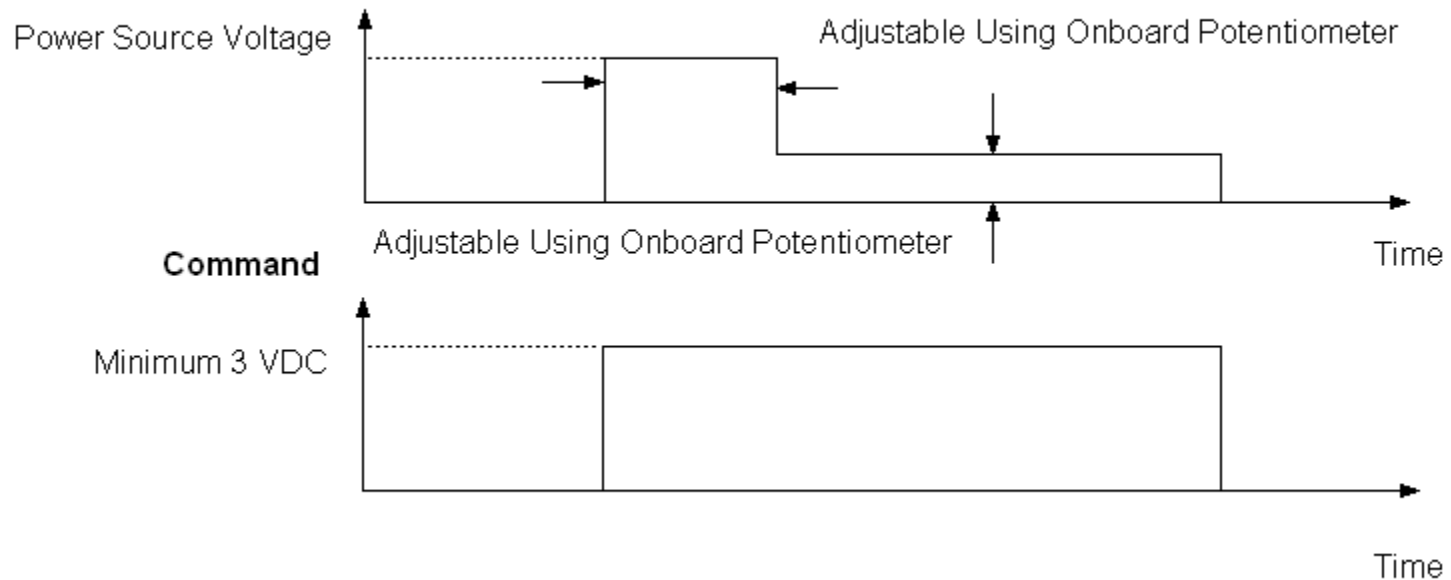 Power Source Voltage
Adjustable Using Onboard Potentiometer
Adjustable Using Onboard Potentiometer
Time
Command
Minimum 3 VDC
Time